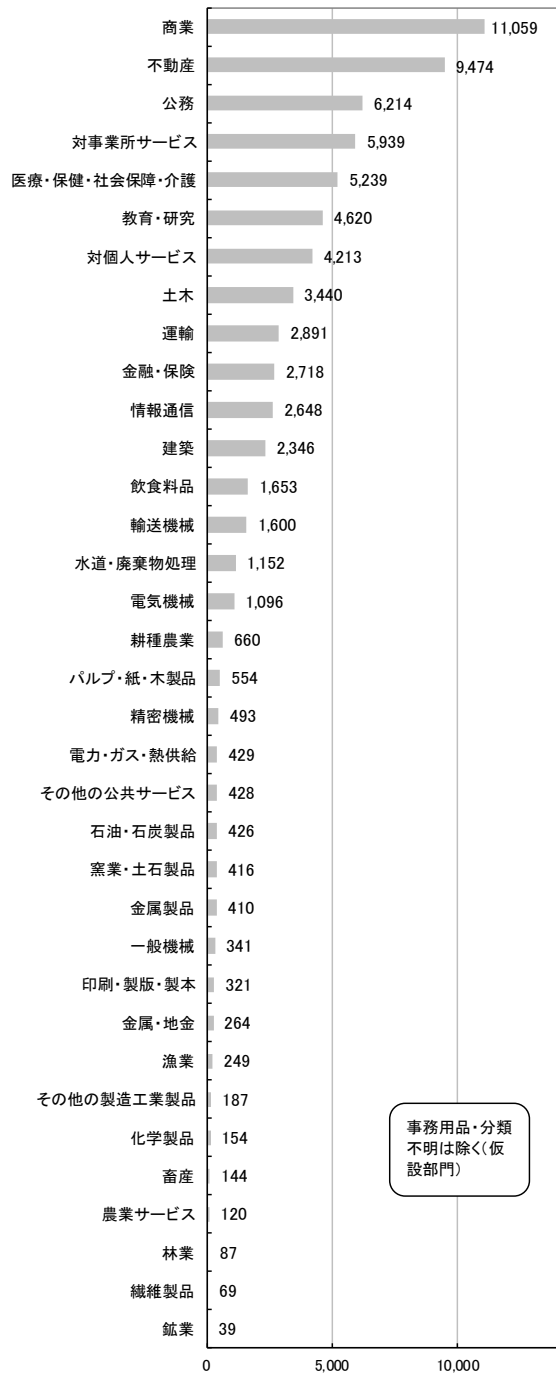 商業 11,059
不動産 9,474
公務 6,214
対事業所サービス 5,939
医療・保健・社会保障・介護 5,239
教育・研究 4,620
対個人サービス 4,213
土木 3,440
運輸 2,891
金融・保険 2,718
情報通信 2,648
建築 2,346
飲食料品 1,653
輸送機械 1,600
水道・廃棄物処理 1,152
電気機械 1,096
耕種農業 660
パルプ・紙・木製品 554
精密機械 493
電力・ガス・熱供給 429
その他の公共サービス 428
石油・石炭製品 426
窯業・土石製品 416
金属製品 410
一般機械 341
印刷・製版・製本 321
金属・地金 264
漁業 249
その他の製造工業製品 187
化学製品 154
畜産 144
農業サービス 120
林業 87
繊維製品 69
鉱業 39
事務用品・分類
不明は除く(仮
設部門)
0 5,000 10,000